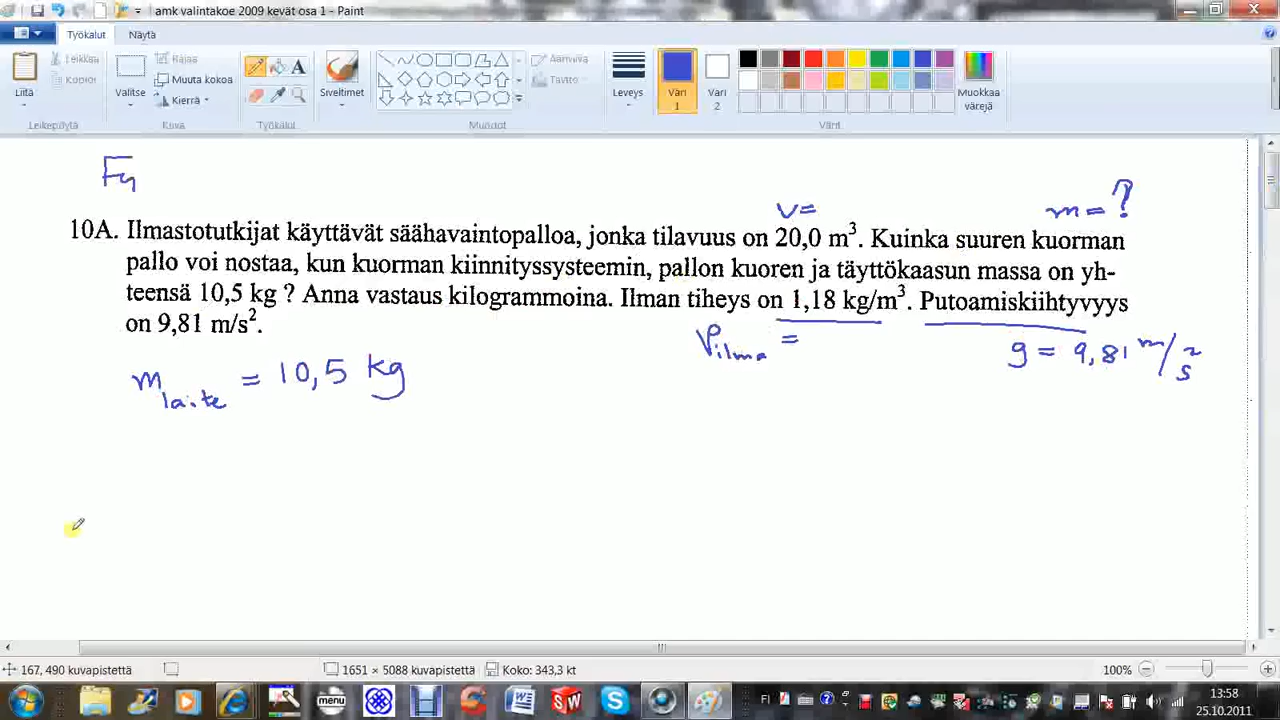 amk valintakoe 2009 kevät osa 1 - Paint
Työkalut Näytä
Liitä
Leikkaa
Kopioi
Valitse
Rajaa
Muuta kokoa
Kierrä
Siveltimet
Ääriviiva
Täyttö
Leveys
Väri 1
Väri 2
Muokkaa värejä
Leikepöytä Kuva Työkalut Muodot Värit
Fy
V= m = ?
10A. Ilmastotutkijat käyttävät säähavaintopalloa, jonka tilavuus on 20,0 m³. Kuinka suuren kuorman
pallo voi nostaa, kun kuorman kiinnityssysteemin, pallon kuoren ja täyttökaasun massa on yh-
teensä 10,5 kg ? Anna vastaus kilogrammoina. Ilman tiheys on 1,18 kg/m³. Putoamiskiihtyvyys
on 9,81 m/s².
ρilma = g = 9,81 m/s²
m laite = 10,5 kg
167, 490 kuvapistettä 1651 × 5088 kuvapistettä Koko: 343,3 kt 100%
menu
FI
13:58
25.10.2011